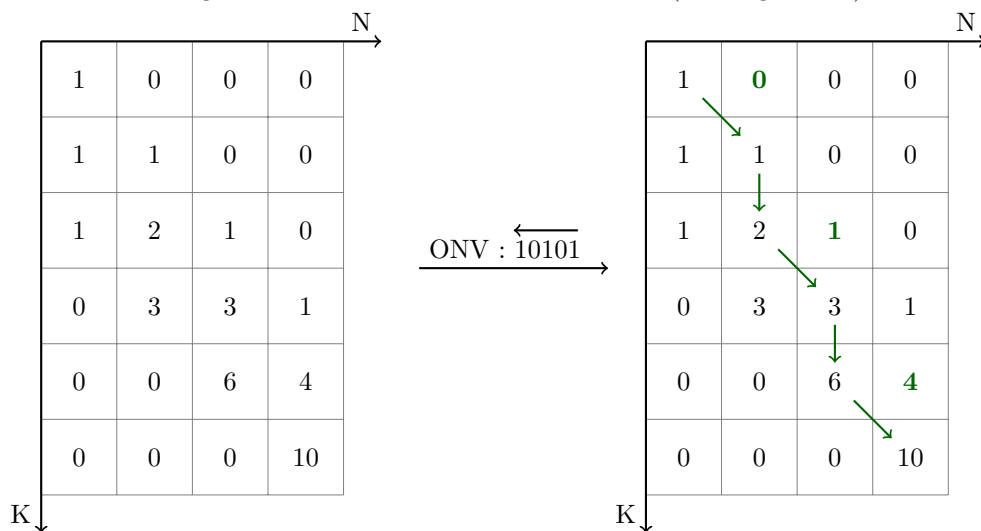 N N
1 0 0 0 1 0 0 0
1 1 0 0 1 1 0 0
1 2 1 0 1 2 1 0
ONV : 10101
0 3 3 1 0 3 3 1
0 0 6 4 0 0 6 4
0 0 0 10 0 0 0 10
K K